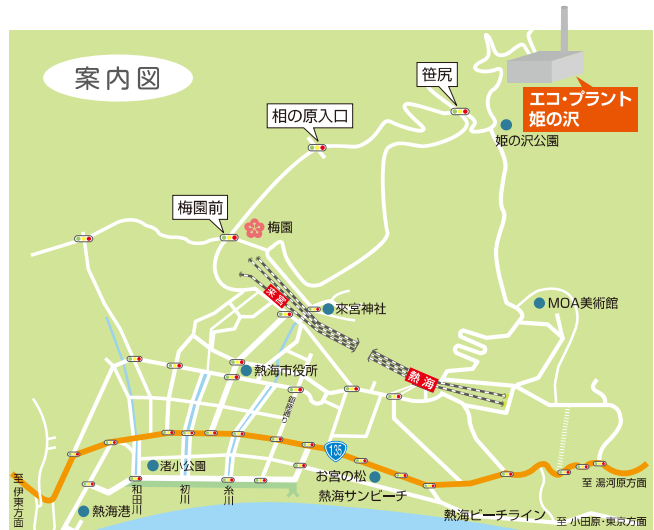 案内図
エコ・プラント
姫の沢
笹尻
姫の沢公園
相の原入口
梅園前
梅園
来宮
來宮神社
MOA美術館
熱海
熱海市役所
御成通り
135
渚小公園
お宮の松
熱海サンビーチ
至 伊東方面
和田川
初川
糸川
熱海港
熱海ビーチライン
至 湯河原方面
至 小田原・東京方面